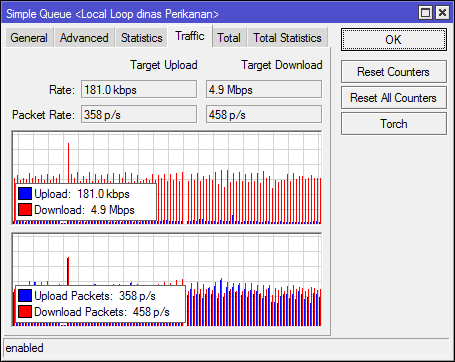 Simple Queue <Local Loop dinas Perikanan>
General Advanced Statistics Traffic Total Total Statistics
Target Upload Target Download
Rate: 181.0 kbps 4.9 Mbps
Packet Rate: 358 p/s 458 p/s
Upload: 181.0 kbps
Download: 4.9 Mbps
Upload Packets: 358 p/s
Download Packets: 458 p/s
OK
Reset Counters
Reset All Counters
Torch
enabled